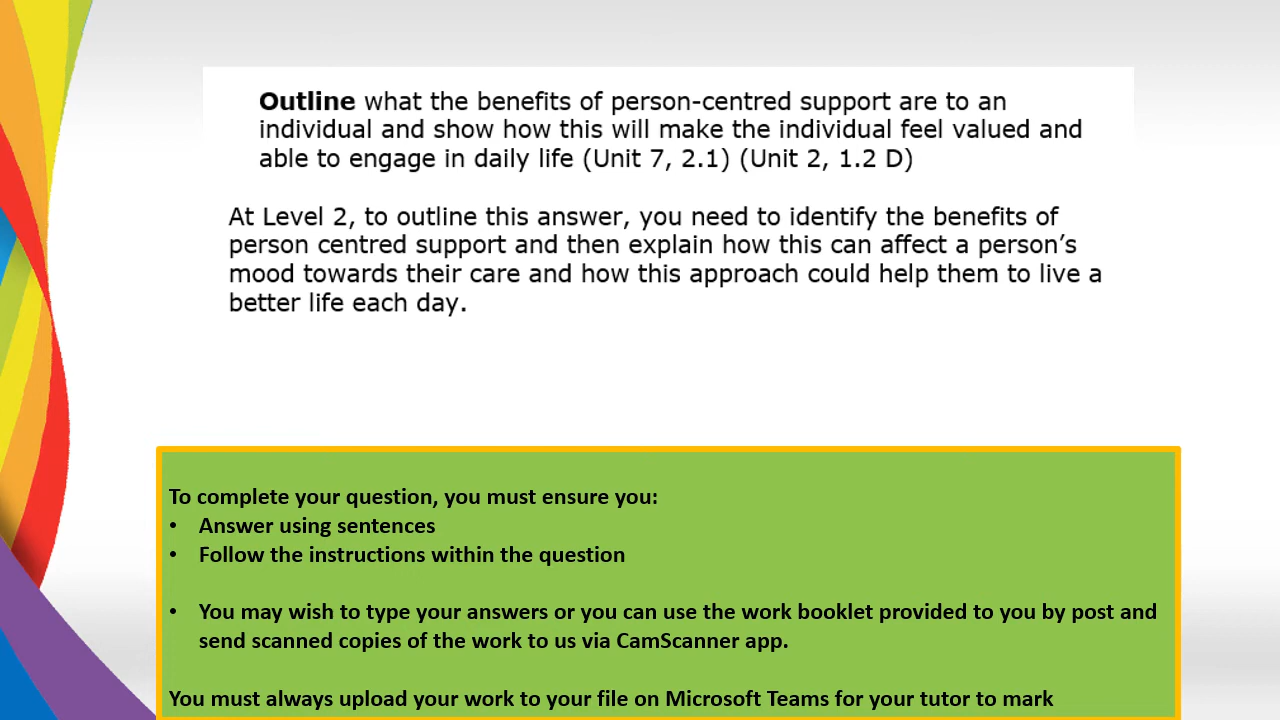 Outline what the benefits of person-centred support are to an
individual and show how this will make the individual feel valued and
able to engage in daily life (Unit 7, 2.1) (Unit 2, 1.2 D)
At Level 2, to outline this answer, you need to identify the benefits of
person centred support and then explain how this can affect a person's
mood towards their care and how this approach could help them to live a
better life each day.
To complete your question, you must ensure you:
• Answer using sentences
• Follow the instructions within the question
• You may wish to type your answers or you can use the work booklet provided to you by post and
send scanned copies of the work to us via CamScanner app.
You must always upload your work to your file on Microsoft Teams for your tutor to mark